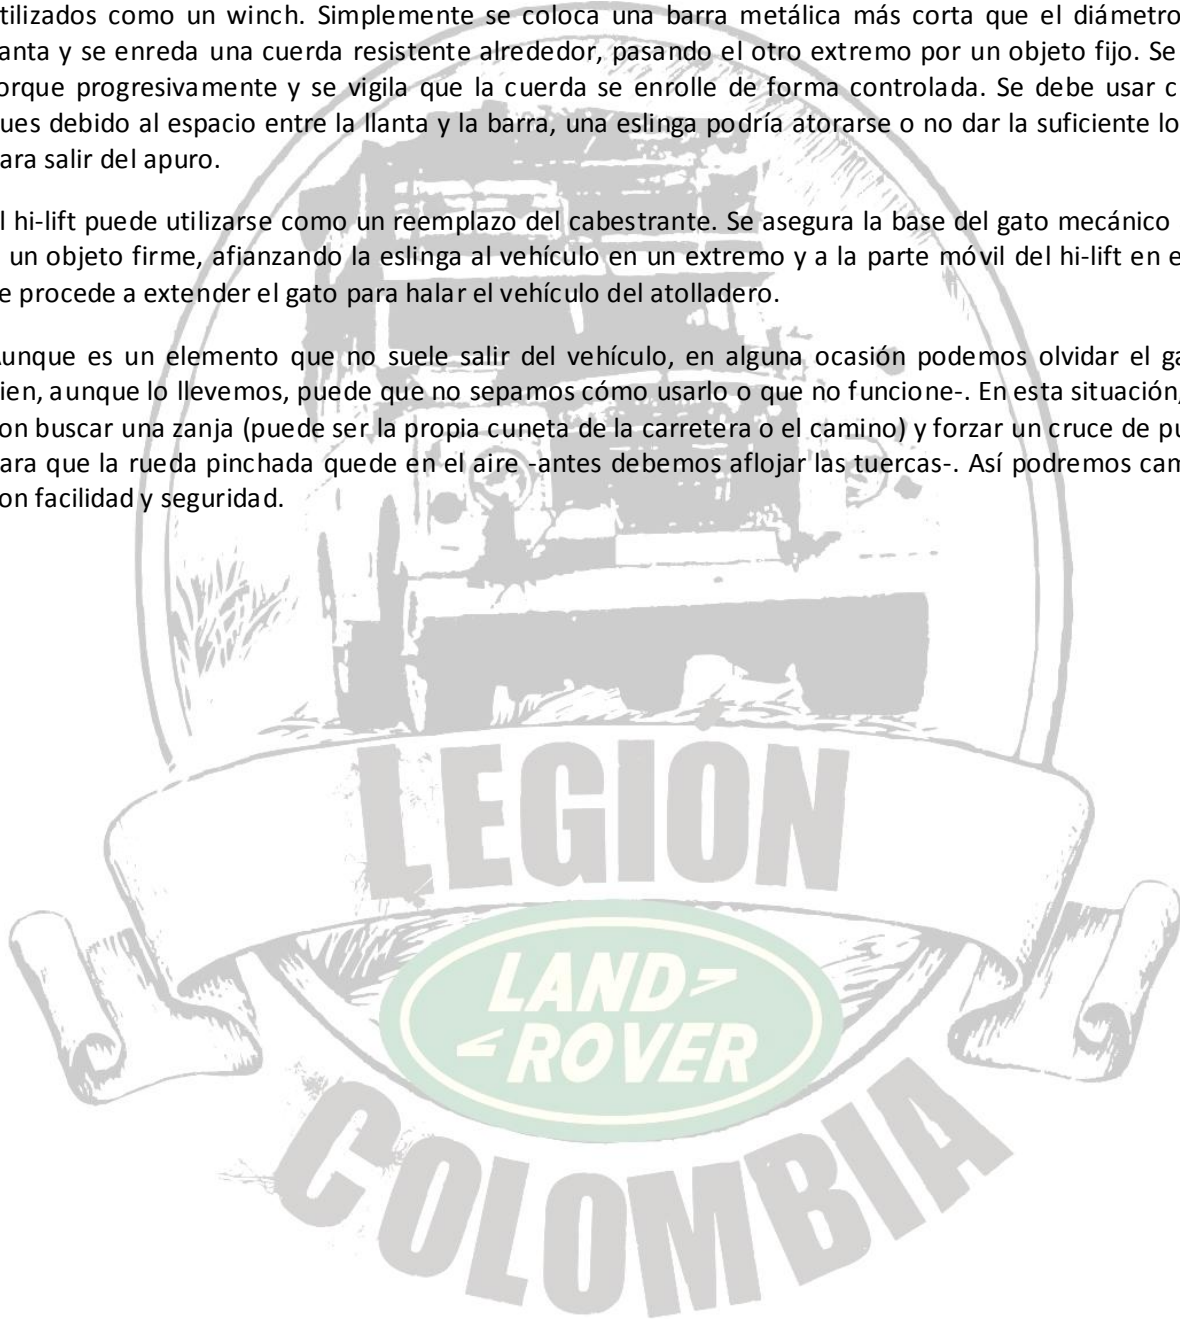 tilizados como un winch. Simplemente se coloca una barra metálica más corta que el diámetro
anta y se enreda una cuerda resistente alrededor, pasando el otro extremo por un objeto fijo. Se
orque progresivamente y se vigila que la cuerda se enrolle de forma controlada. Se debe usar c
ues debido al espacio entre la llanta y la barra, una eslinga podría atorarse o no dar la suficiente lo
ara salir del apuro.
l hi-lift puede utilizarse como un reemplazo del cabestrante. Se asegura la base del gato mecánico
un objeto firme, afianzando la eslinga al vehículo en un extremo y a la parte móvil del hi-lift en e
e procede a extender el gato para halar el vehículo del atolladero.
Aunque es un elemento que no suele salir del vehículo, en alguna ocasión podemos olvidar el ga
ien, aunque lo llevemos, puede que no sepamos cómo usarlo o que no funcione-. En esta situación,
on buscar una zanja (puede ser la propia cuneta de la carretera o el camino) y forzar un cruce de pu
ara que la rueda pinchada quede en el aire -antes debemos aflojar las tuercas-. Así podremos cam
on facilidad y seguridad.
LEGION
LAND-
-ROVER
COLOMBIA